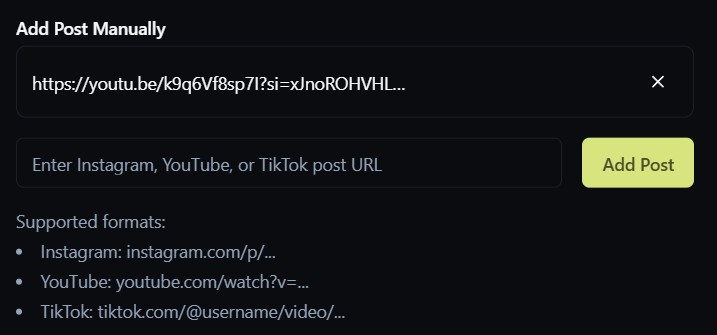 Add Post Manually
https://youtu.be/k9q6Vf8sp7I?si=xJnoROHVHL...
Enter Instagram, YouTube, or TikTok post URL
Add Post
Supported formats:
• Instagram: instagram.com/p/...
• YouTube: youtube.com/watch?v=...
• TikTok: tiktok.com/@username/video/...